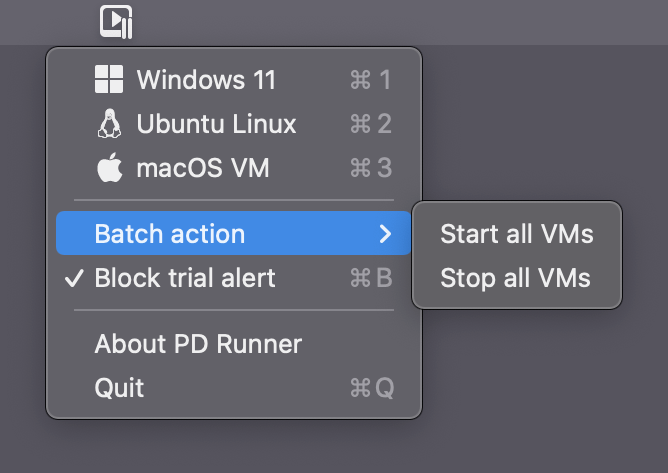 Windows 11 ⌘ 1
Ubuntu Linux ⌘ 2
macOS VM ⌘ 3
Batch action
Start all VMs
Block trial alert ⌘ B
Stop all VMs
About PD Runner
Quit ⌘ Q